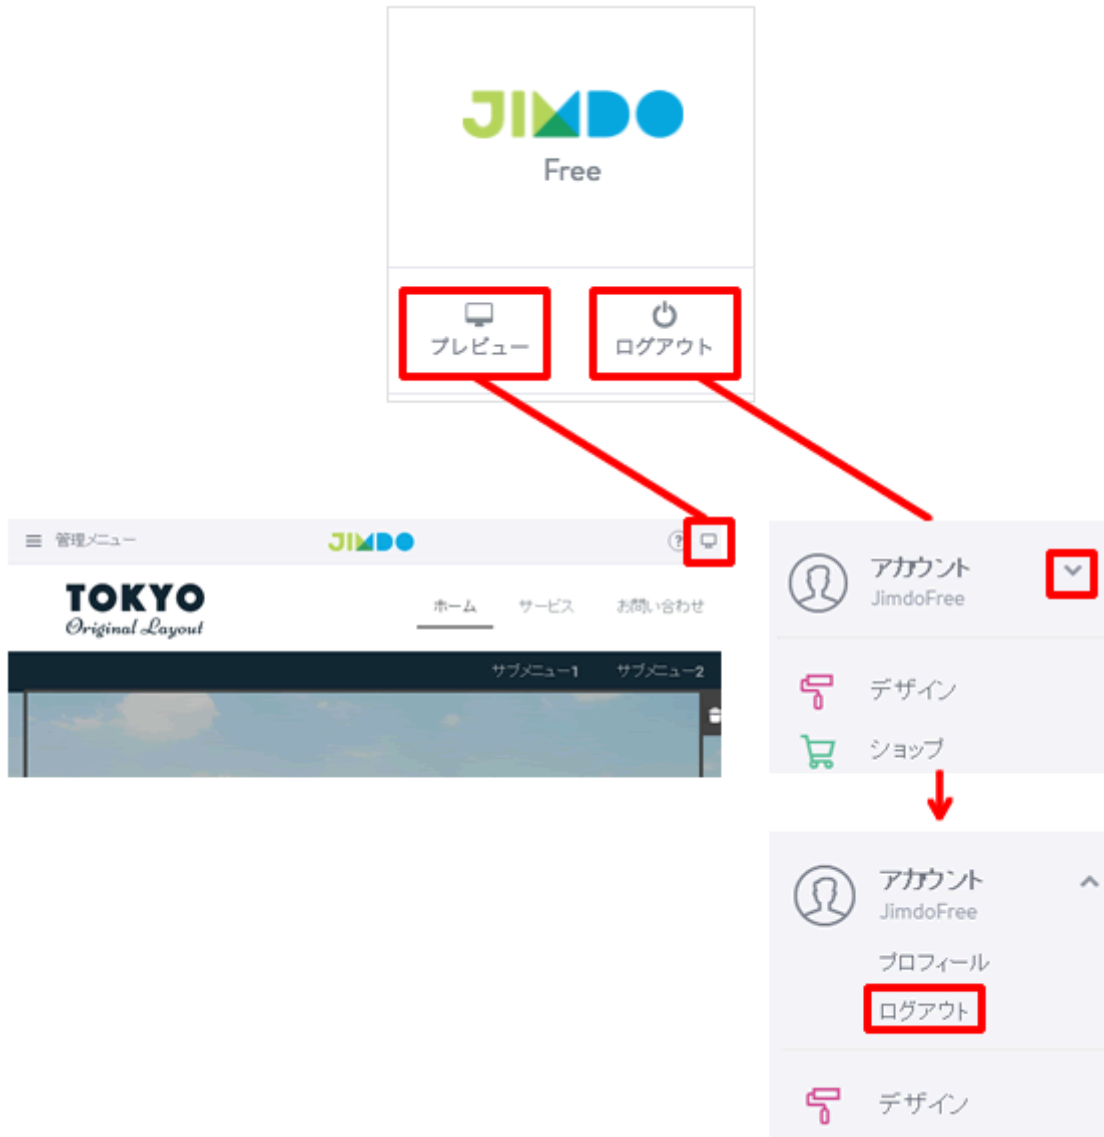 JIMDO
Free
プレビュー
ログアウト
管理メニュー
JIMDO
?
TOKYO
Original Layout
ホーム
サービス
お問い合わせ
サブメニュー1
サブメニュー2
アカウント
JimdoFree
デザイン
ショップ
アカウント
JimdoFree
プロフィール
ログアウト
デザイン